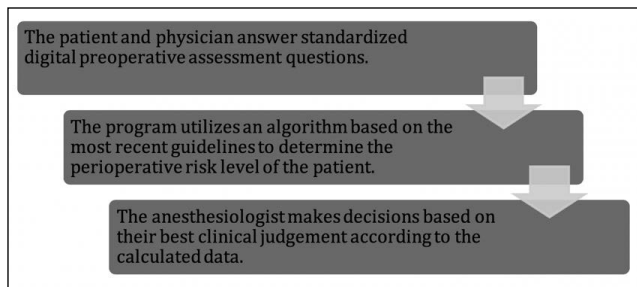 The patient and physician answer standardized
digital preoperative assessment questions.
The program utilizes an algorithm based on the
most recent guidelines to determine the
perioperative risk level of the patient.
The anesthesiologist makes decisions based on
their best clinical judgement according to the
calculated data.